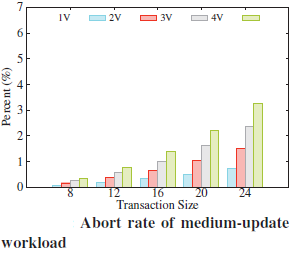 7
1V 2V 3V 4V
6
5
4
3
2
1
0
Percent (%)
8 12 16 20 24
Transaction Size
Abort rate of medium-update
workload